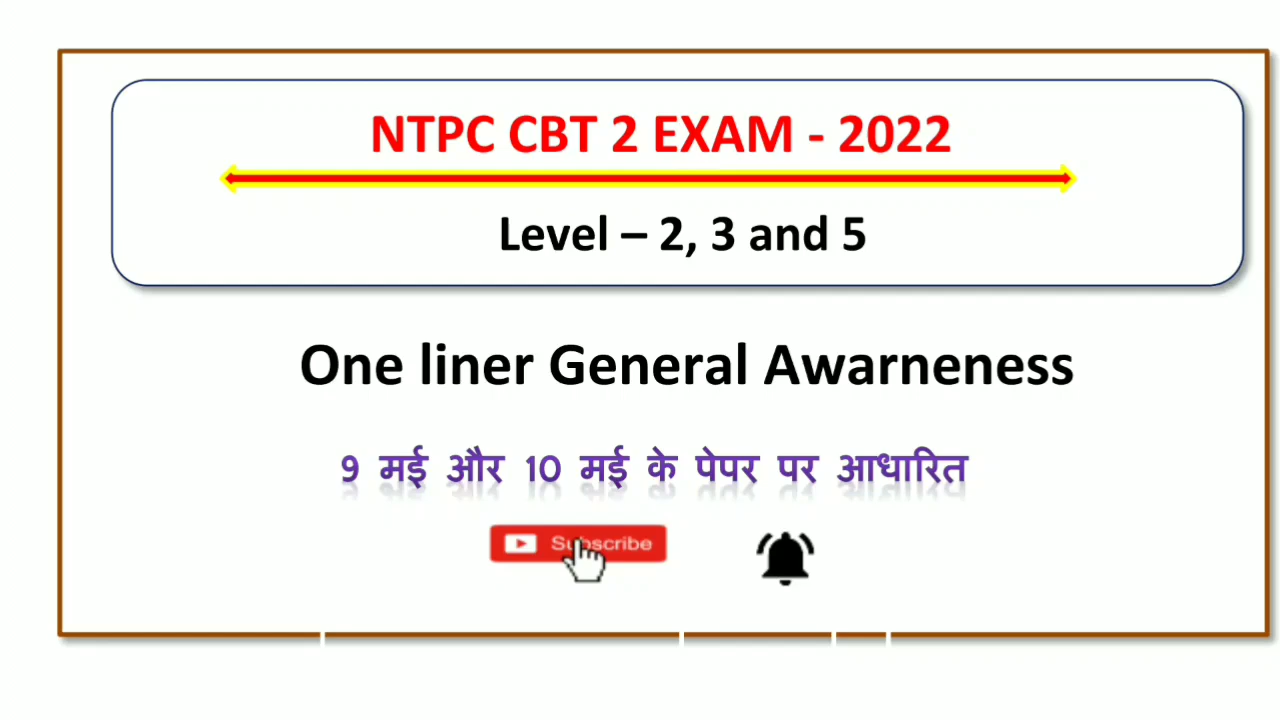 NTPC CBT 2 EXAM - 2022
Level – 2, 3 and 5
One liner General Awarneness
9 मई और 10 मई के पेपर पर आधारित
Subscribe